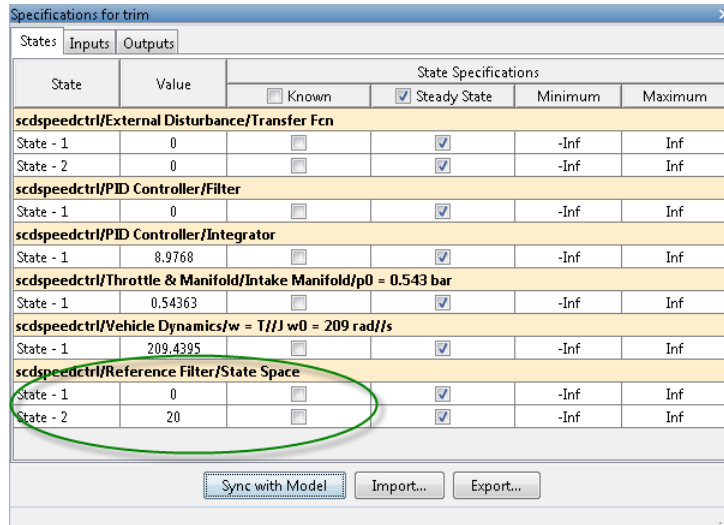 Specifications for trim
States Inputs Outputs
State Value State Specifications
Known Steady State Minimum Maximum
scdspeedctrl/External Disturbance/Transfer Fcn
State - 1 0 -Inf Inf
State - 2 0 -Inf Inf
scdspeedctrl/PID Controller/Filter
State - 1 0 -Inf Inf
scdspeedctrl/PID Controller/Integrator
State - 1 8.9768 -Inf Inf
scdspeedctrl/Throttle & Manifold/Intake Manifold/p0 = 0.543 bar
State - 1 0.54363 -Inf Inf
scdspeedctrl/Vehicle Dynamics/w = T//J w0 = 209 rad//s
State - 1 209.4395 -Inf Inf
scdspeedctrl/Reference Filter/State Space
State - 1 0 -Inf Inf
State - 2 20 -Inf Inf
Sync with Model Import... Export...